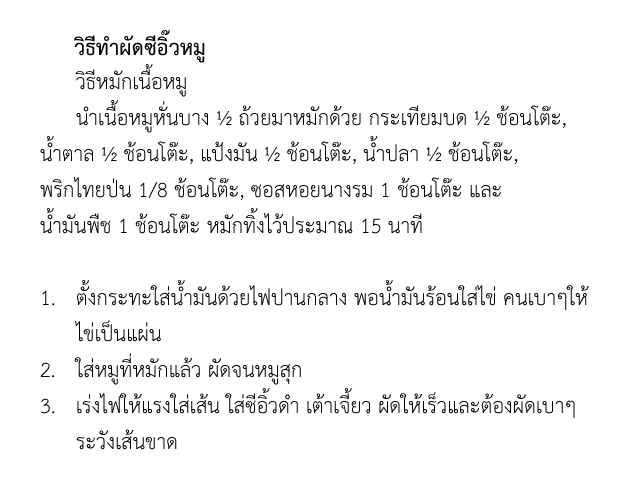 วิธีทำผัดซีอิ๊วหมู
วิธีหมักเนื้อหมู
นำเนื้อหมูหั่นบาง ½ ถ้วยมาหมักด้วย กระเทียมบด ½ ช้อนโต๊ะ,
น้ำตาล ½ ช้อนโต๊ะ, แป้งมัน ½ ช้อนโต๊ะ, น้ำปลา ½ ช้อนโต๊ะ,
พริกไทยป่น 1/8 ช้อนโต๊ะ, ซอสหอยนางรม 1 ช้อนโต๊ะ และ
น้ำมันพืช 1 ช้อนโต๊ะ หมักทิ้งไว้ประมาณ 15 นาที
1. ตั้งกระทะใส่น้ำมันด้วยไฟปานกลาง พอน้ำมันร้อนใส่ไข่ คนเบาๆให้
ไข่เป็นแผ่น
2. ใส่หมูที่หมักแล้ว ผัดจนหมูสุก
3. เร่งไฟให้แรงใส่เส้น ใส่ซีอิ้วดำ เต้าเจี้ยว ผัดให้เร็วและต้องผัดเบาๆ
ระวังเส้นขาด